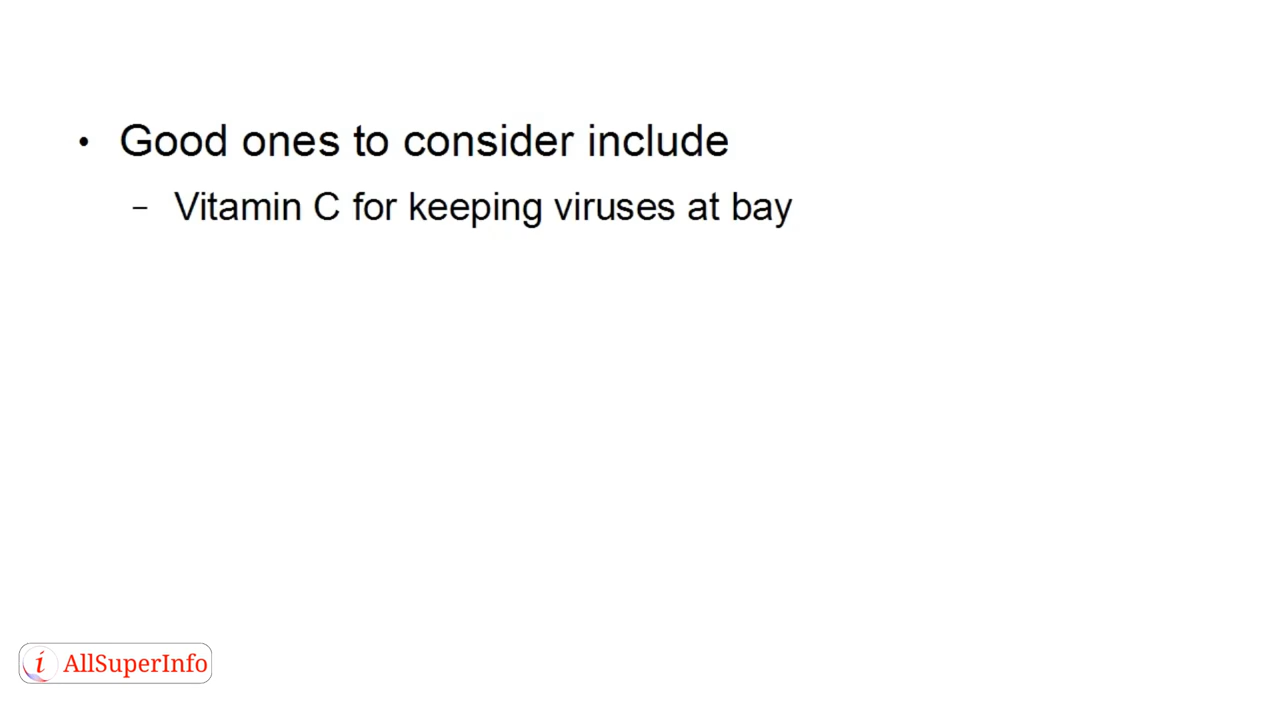 • Good ones to consider include
– Vitamin C for keeping viruses at bay
i AllSuperInfo